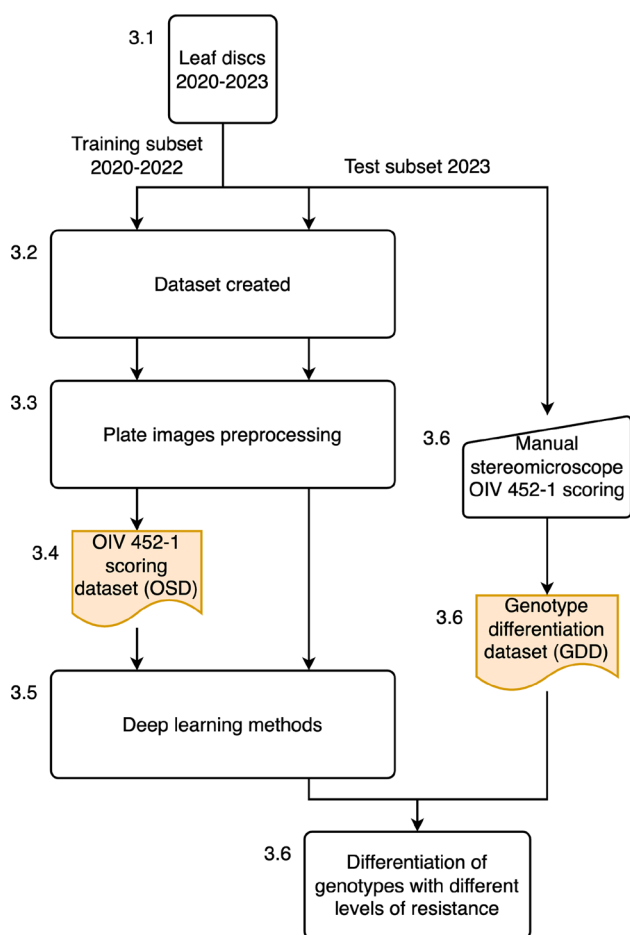 3.1
Leaf discs
2020-2023
Training subset
2020-2022
Test subset 2023
3.2
Dataset created
3.3
Plate images preprocessing
3.6
Manual
stereomicroscope
OIV 452-1 scoring
3.4
OIV 452-1
scoring
dataset (OSD)
3.6
Genotype
differentiation
dataset (GDD)
3.5
Deep learning methods
3.6
Differentiation of
genotypes with different
levels of resistance